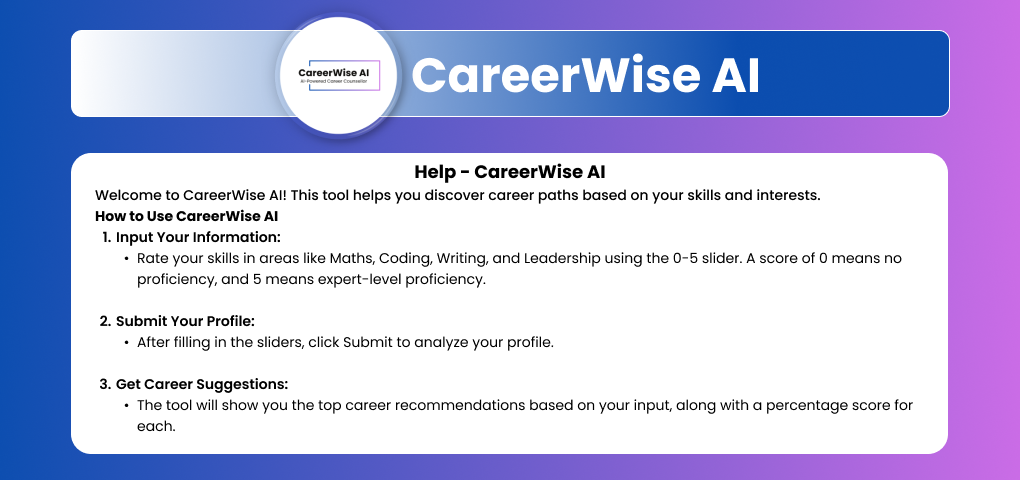 CareerWise AI
AI-Powered Career Counsellor
CareerWise AI
Help - CareerWise AI
Welcome to CareerWise AI! This tool helps you discover career paths based on your skills and interests.
How to Use CareerWise AI
1. Input Your Information:
• Rate your skills in areas like Maths, Coding, Writing, and Leadership using the 0-5 slider. A score of 0 means no
proficiency, and 5 means expert-level proficiency.
2. Submit Your Profile:
• After filling in the sliders, click Submit to analyze your profile.
3. Get Career Suggestions:
• The tool will show you the top career recommendations based on your input, along with a percentage score for
each.